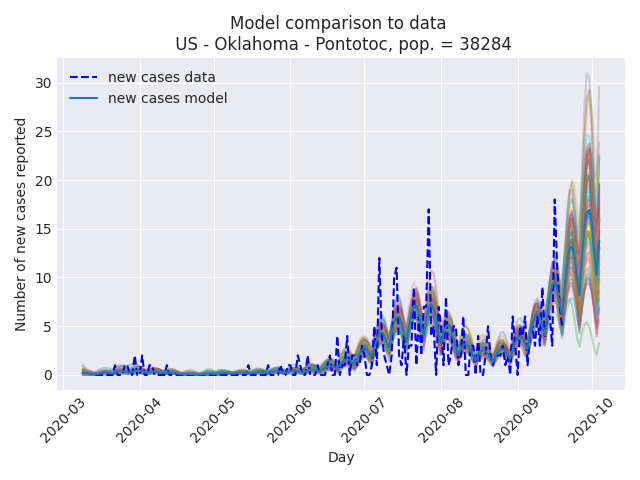 Model comparison to data
US - Oklahoma - Pontotoc, pop. = 38284
new cases data
new cases model
Number of new cases reported
30
25
20
15
10
5
0
2020-03
2020-04
2020-05
2020-06
2020-07
2020-08
2020-09
2020-10
Day